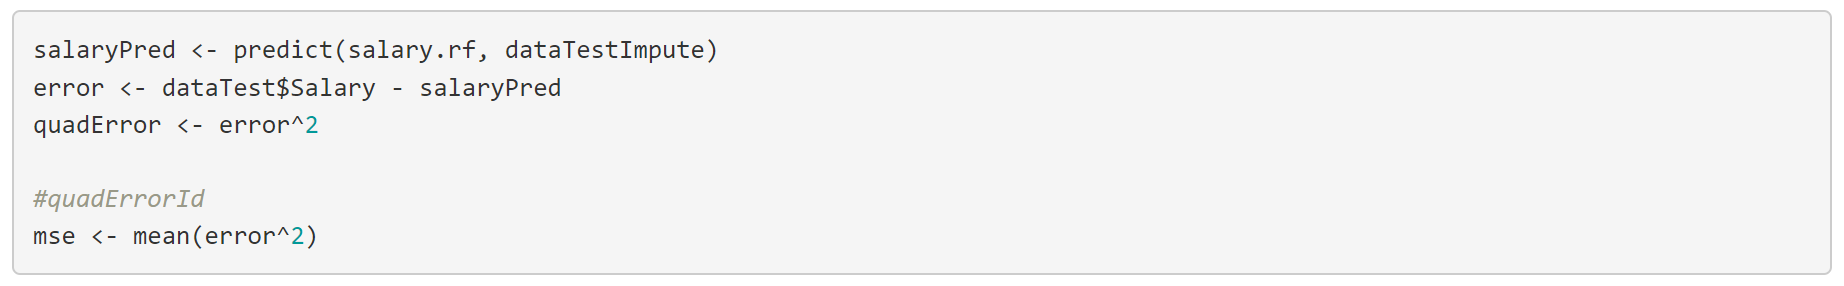 salaryPred <- predict(salary.rf, dataTestImpute)
error <- dataTest$Salary - salaryPred
quadError <- error^2
#quadErrorId
mse <- mean(error^2)